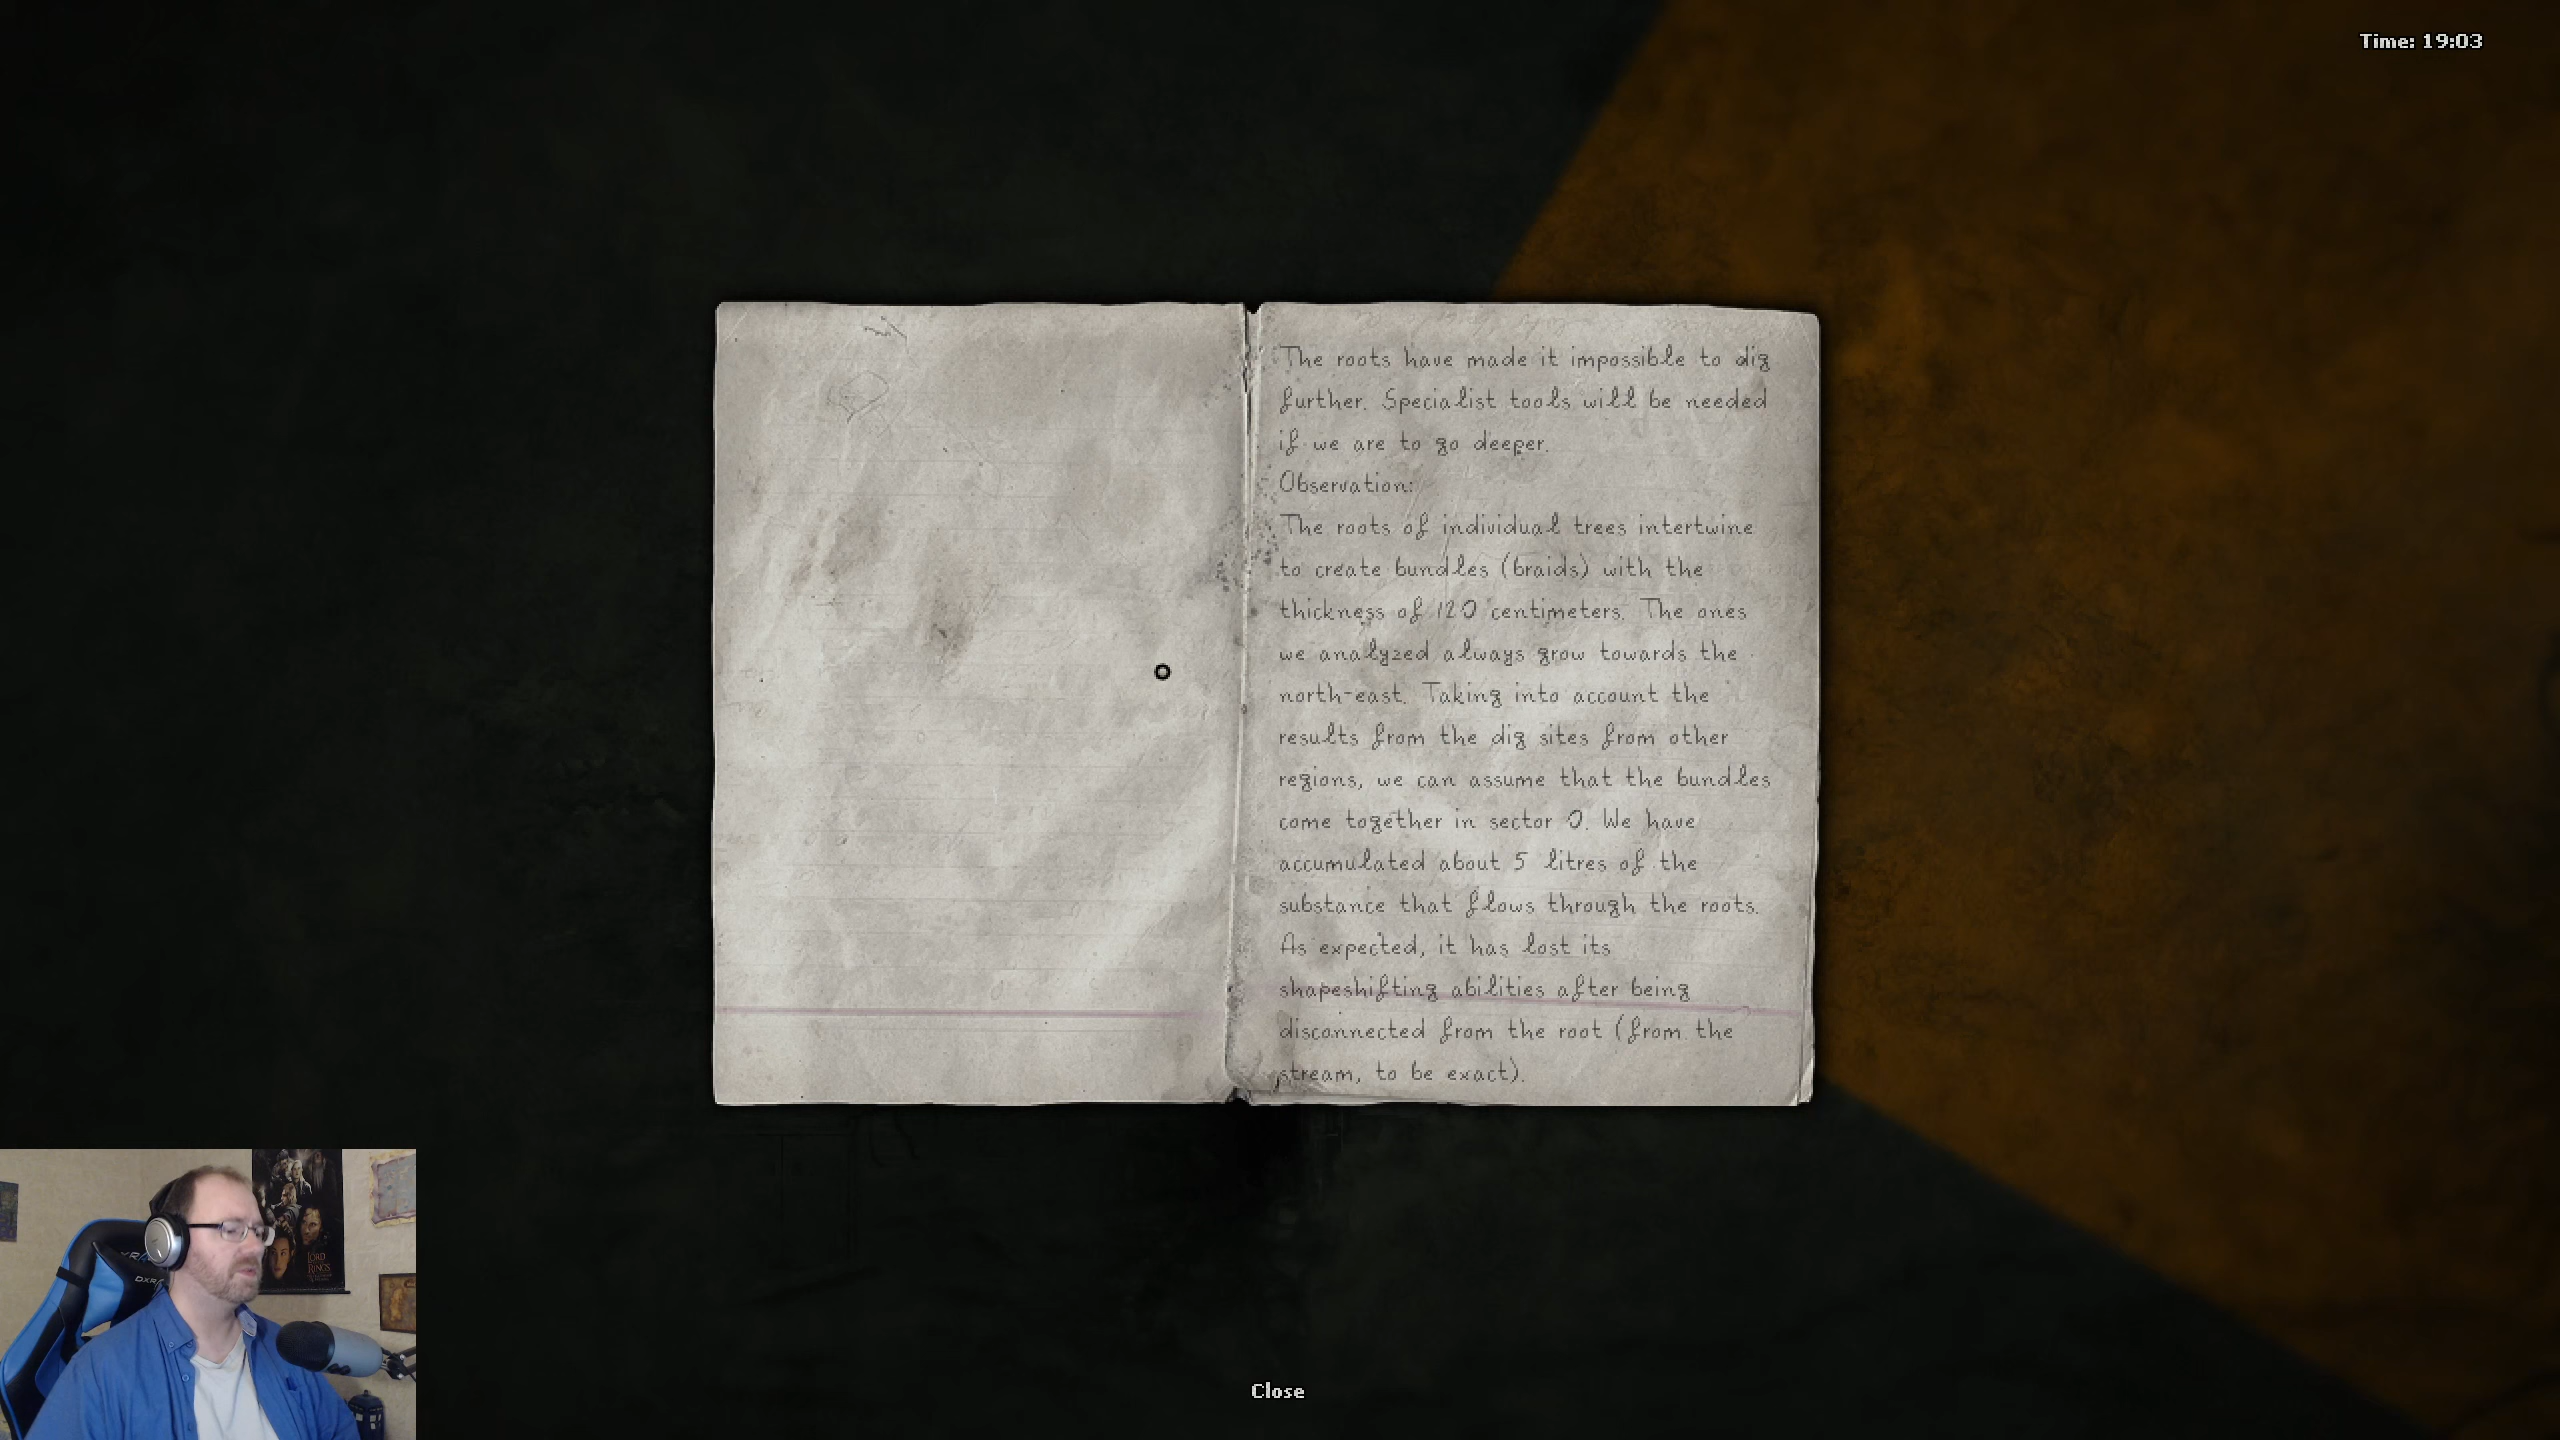 Time: 19:03
The roots have made it impossible to dig
further. Specialist tools will be needed
if we are to go deeper.
Observation:
The roots of individual trees intertwine
to create bundles (braids) with the
thickness of 120 centimeters. The ones
we analyzed always grow towards the
north-east. Taking into account the
results from the dig sites from other
regions, we can assume that the bundles
come together in sector 0. We have
accumulated about 5 litres of the
substance that flows through the roots.
As expected, it has lost its
shapeshifting abilities after being
disconnected from the root (from the
stream, to be exact).
Close
LORD
OF THE
RINGS